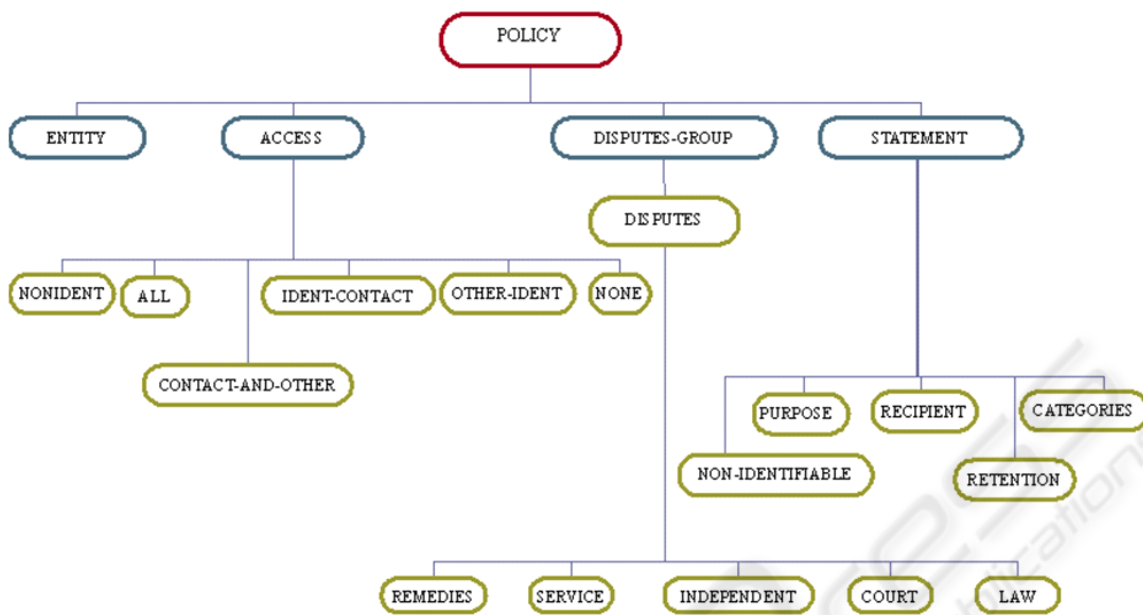 POLICY
ENTITY
ACCESS
DISPUTES-GROUP
STATEMENT
DISPUTES
NONIDENT
ALL
IDENT-CONTACT
OTHER-IDENT
NONE
CONTACT-AND-OTHER
PURPOSE
RECIPIENT
CATEGORIES
NON-IDENTIFIABLE
RETENTION
REMEDIES
SERVICE
INDEPENDENT
COURT
LAW